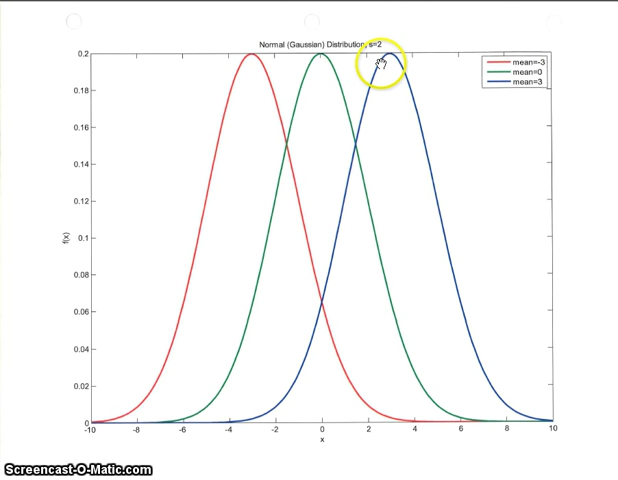 Normal (Gaussian) Distribution, s=2
mean=-3
mean=0
mean=3
0.2
0.18
0.16
0.14
0.12
0.1
0.08
0.06
0.04
0.02
0
f(x)
-10 -8 -6 -4 -2 0 2 4 6 8 10
x
Screencast-O-Matic.com